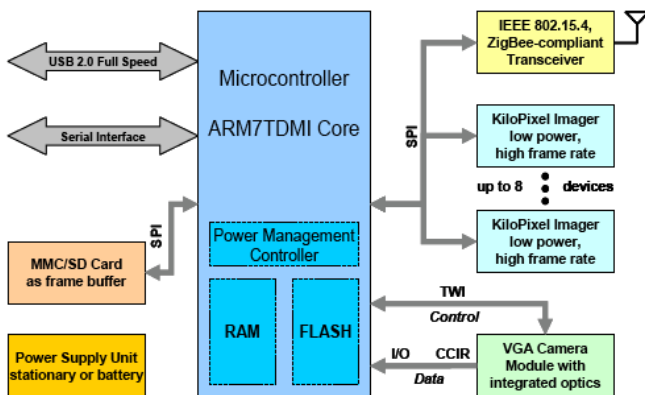 USB 2.0 Full Speed
Serial Interface
SPI
MMC/SD Card
as frame buffer
Power Supply Unit
stationary or battery
Microcontroller
ARM7TDMI Core
Power Management
Controller
RAM
FLASH
SPI
IEEE 802.15.4,
ZigBee-compliant
Transceiver
KiloPixel Imager
low power,
high frame rate
up to 8 devices
KiloPixel Imager
low power,
high frame rate
TWI
Control
I/O CCIR
Data
VGA Camera
Module with
integrated optics